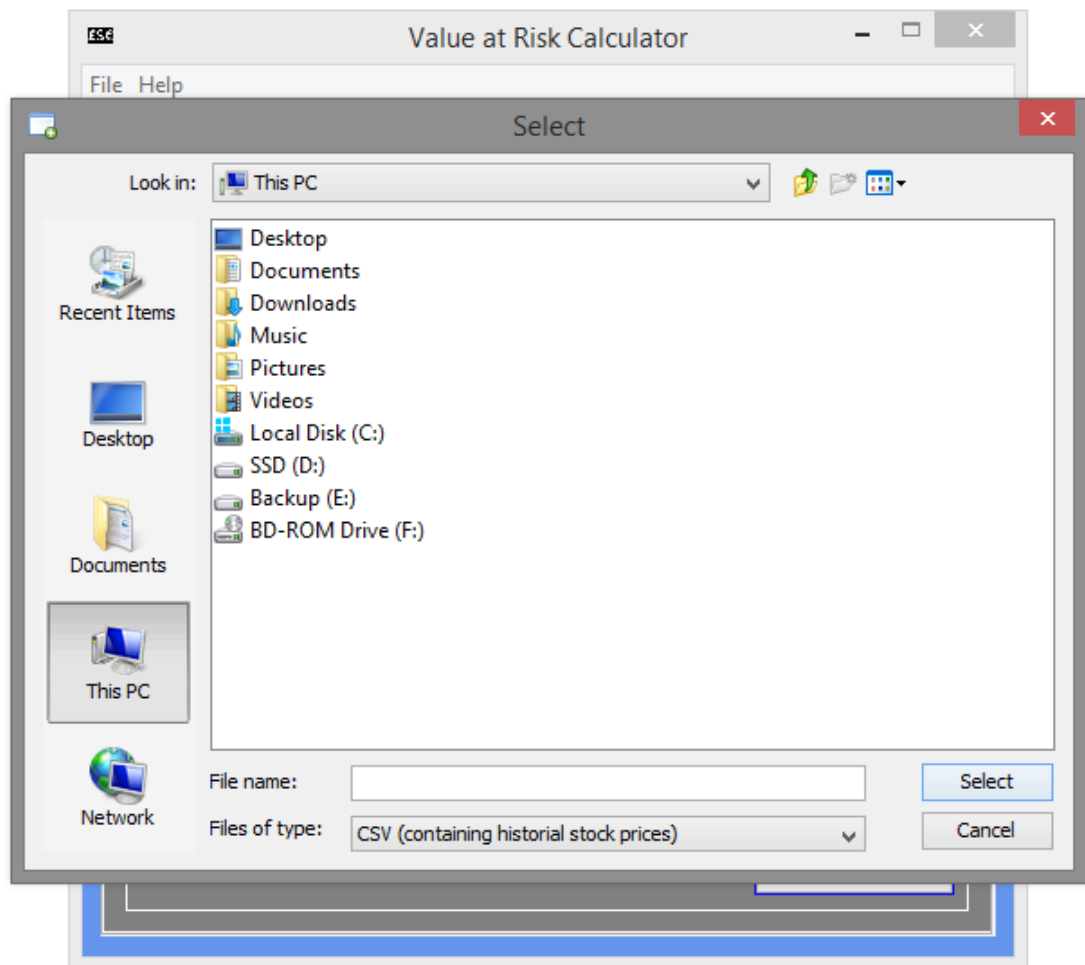 ESG
Value at Risk Calculator
File Help
Select
Look in:
This PC
Recent Items
Desktop
Documents
This PC
Network
Desktop
Documents
Downloads
Music
Pictures
Videos
Local Disk (C:)
SSD (D:)
Backup (E:)
BD-ROM Drive (F:)
File name:
Select
Files of type:
CSV (containing historial stock prices)
Cancel